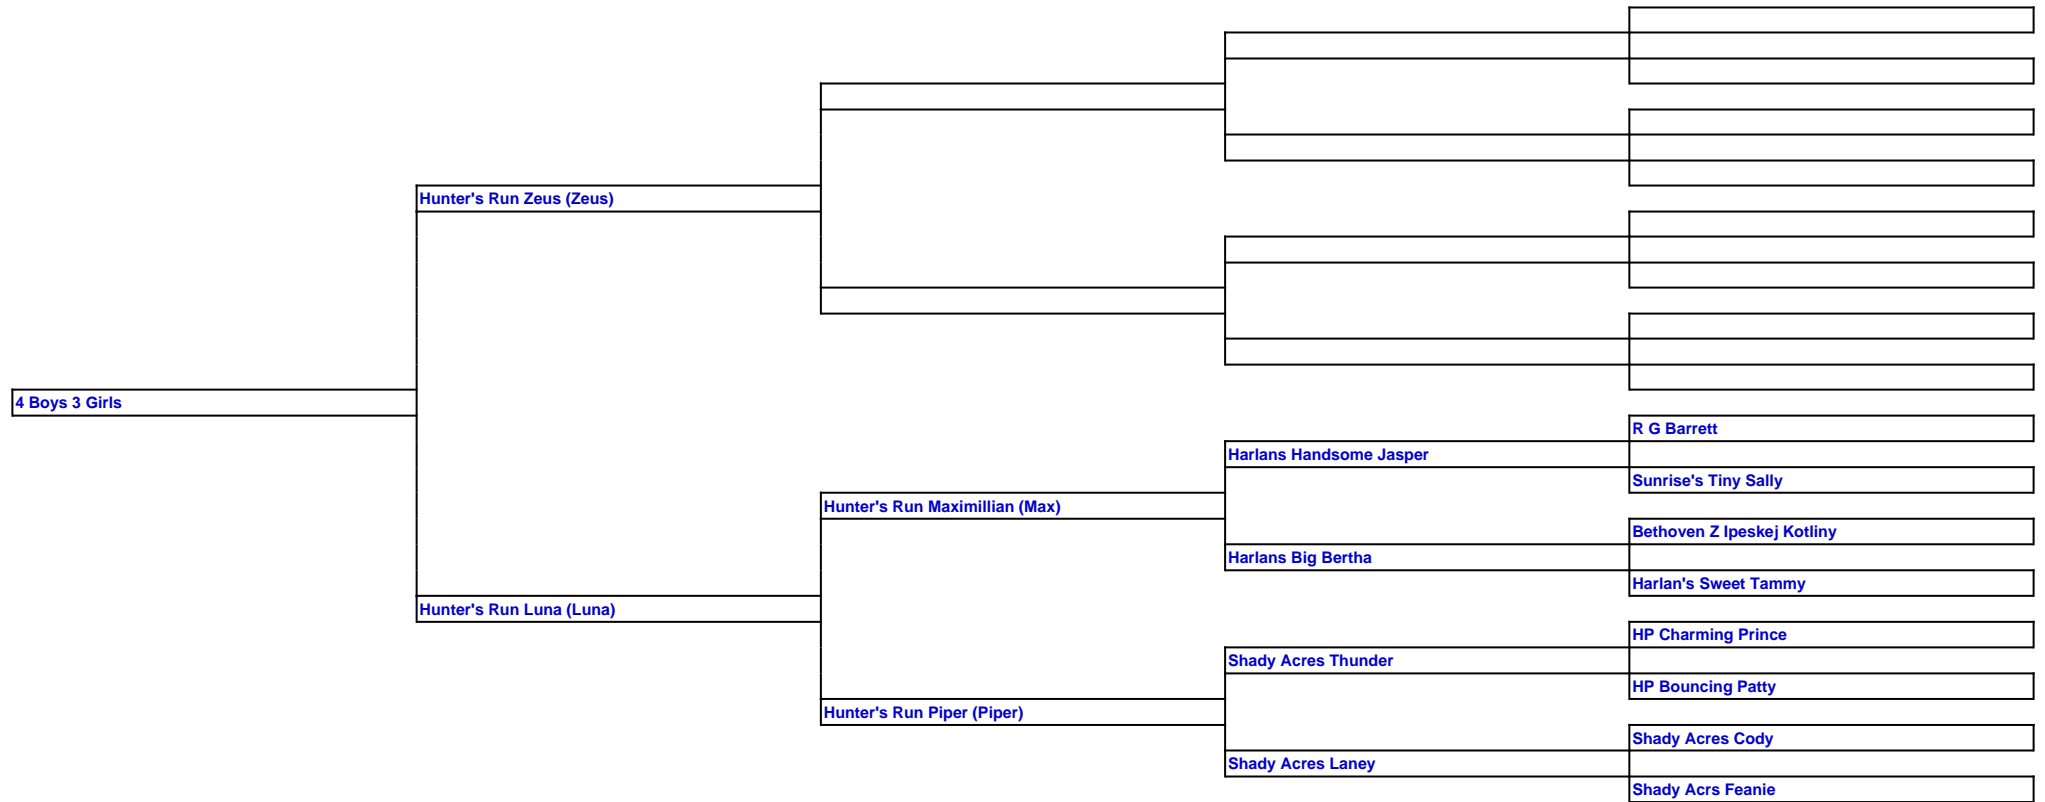 Hunter's Run Zeus (Zeus)
4 Boys 3 Girls
R G Barrett
Harlans Handsome Jasper
Sunrise's Tiny Sally
Hunter's Run Maximillian (Max)
Bethoven Z Ipeskej Kotliny
Harlans Big Bertha
Harlan's Sweet Tammy
Hunter's Run Luna (Luna)
HP Charming Prince
Shady Acres Thunder
HP Bouncing Patty
Hunter's Run Piper (Piper)
Shady Acres Cody
Shady Acres Laney
Shady Acrs Feanie